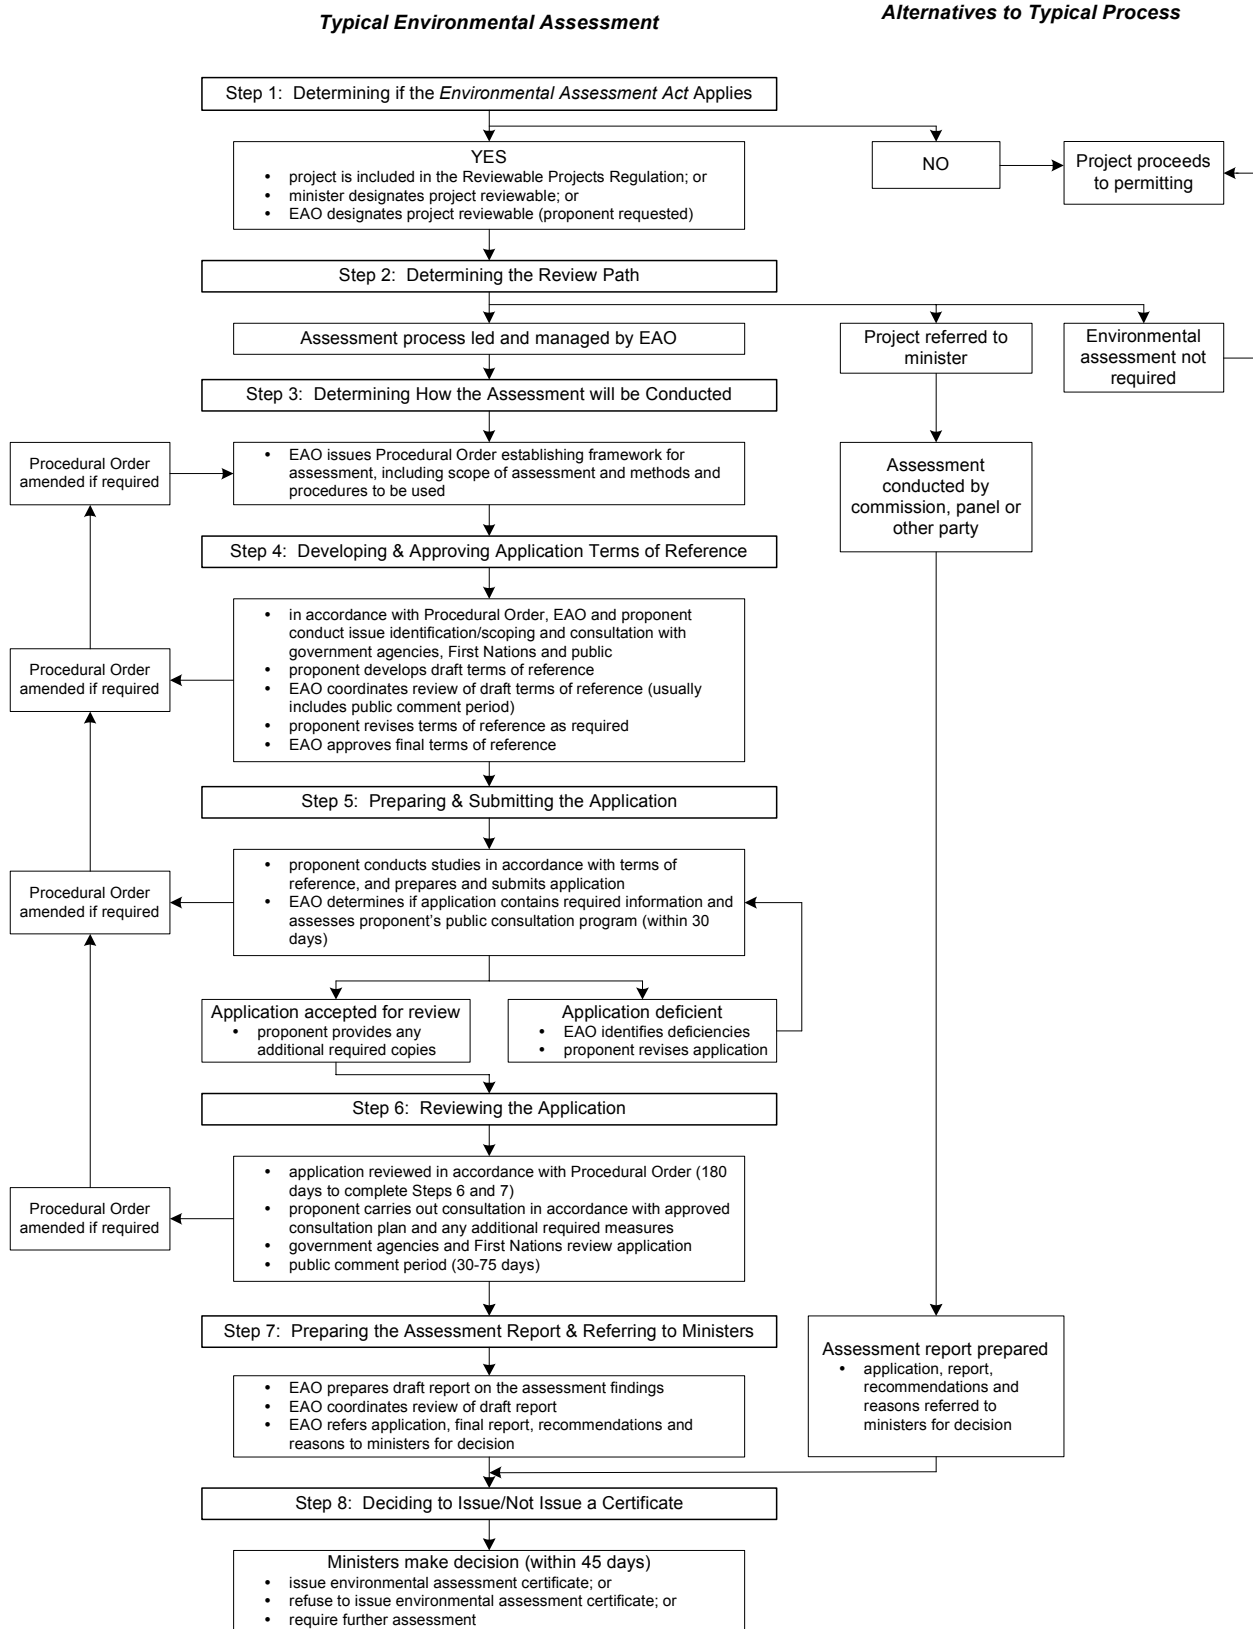 Typical Environmental Assessment
Alternatives to Typical Process
Step 1: Determining if the Environmental Assessment Act Applies
YES
• project is included in the Reviewable Projects Regulation; or
• minister designates project reviewable; or
• EAO designates project reviewable (proponent requested)
NO
Project proceeds
to permitting
Step 2: Determining the Review Path
Assessment process led and managed by EAO
Project referred to
minister
Environmental
assessment not
required
Step 3: Determining How the Assessment will be Conducted
Procedural Order
amended if required
• EAO issues Procedural Order establishing framework for
assessment, including scope of assessment and methods and
procedures to be used
Assessment
conducted by
commission, panel or
other party
Step 4: Developing & Approving Application Terms of Reference
• in accordance with Procedural Order, EAO and proponent
conduct issue identification/scoping and consultation with
government agencies, First Nations and public
• proponent develops draft terms of reference
• EAO coordinates review of draft terms of reference (usually
includes public comment period)
• proponent revises terms of reference as required
• EAO approves final terms of reference
Procedural Order
amended if required
Step 5: Preparing & Submitting the Application
• proponent conducts studies in accordance with terms of
reference, and prepares and submits application
• EAO determines if application contains required information and
assesses proponent's public consultation program (within 30
days)
Procedural Order
amended if required
Application accepted for review
• proponent provides any
additional required copies
Application deficient
• EAO identifies deficiencies
• proponent revises application
Step 6: Reviewing the Application
• application reviewed in accordance with Procedural Order (180
days to complete Steps 6 and 7)
• proponent carries out consultation in accordance with approved
consultation plan and any additional required measures
• government agencies and First Nations review application
• public comment period (30-75 days)
Procedural Order
amended if required
Step 7: Preparing the Assessment Report & Referring to Ministers
• EAO prepares draft report on the assessment findings
• EAO coordinates review of draft report
• EAO refers application, final report, recommendations and
reasons to ministers for decision
Assessment report prepared
• application, report,
recommendations and
reasons referred to
ministers for decision
Step 8: Deciding to Issue/Not Issue a Certificate
Ministers make decision (within 45 days)
• issue environmental assessment certificate; or
• refuse to issue environmental assessment certificate; or
• require further assessment